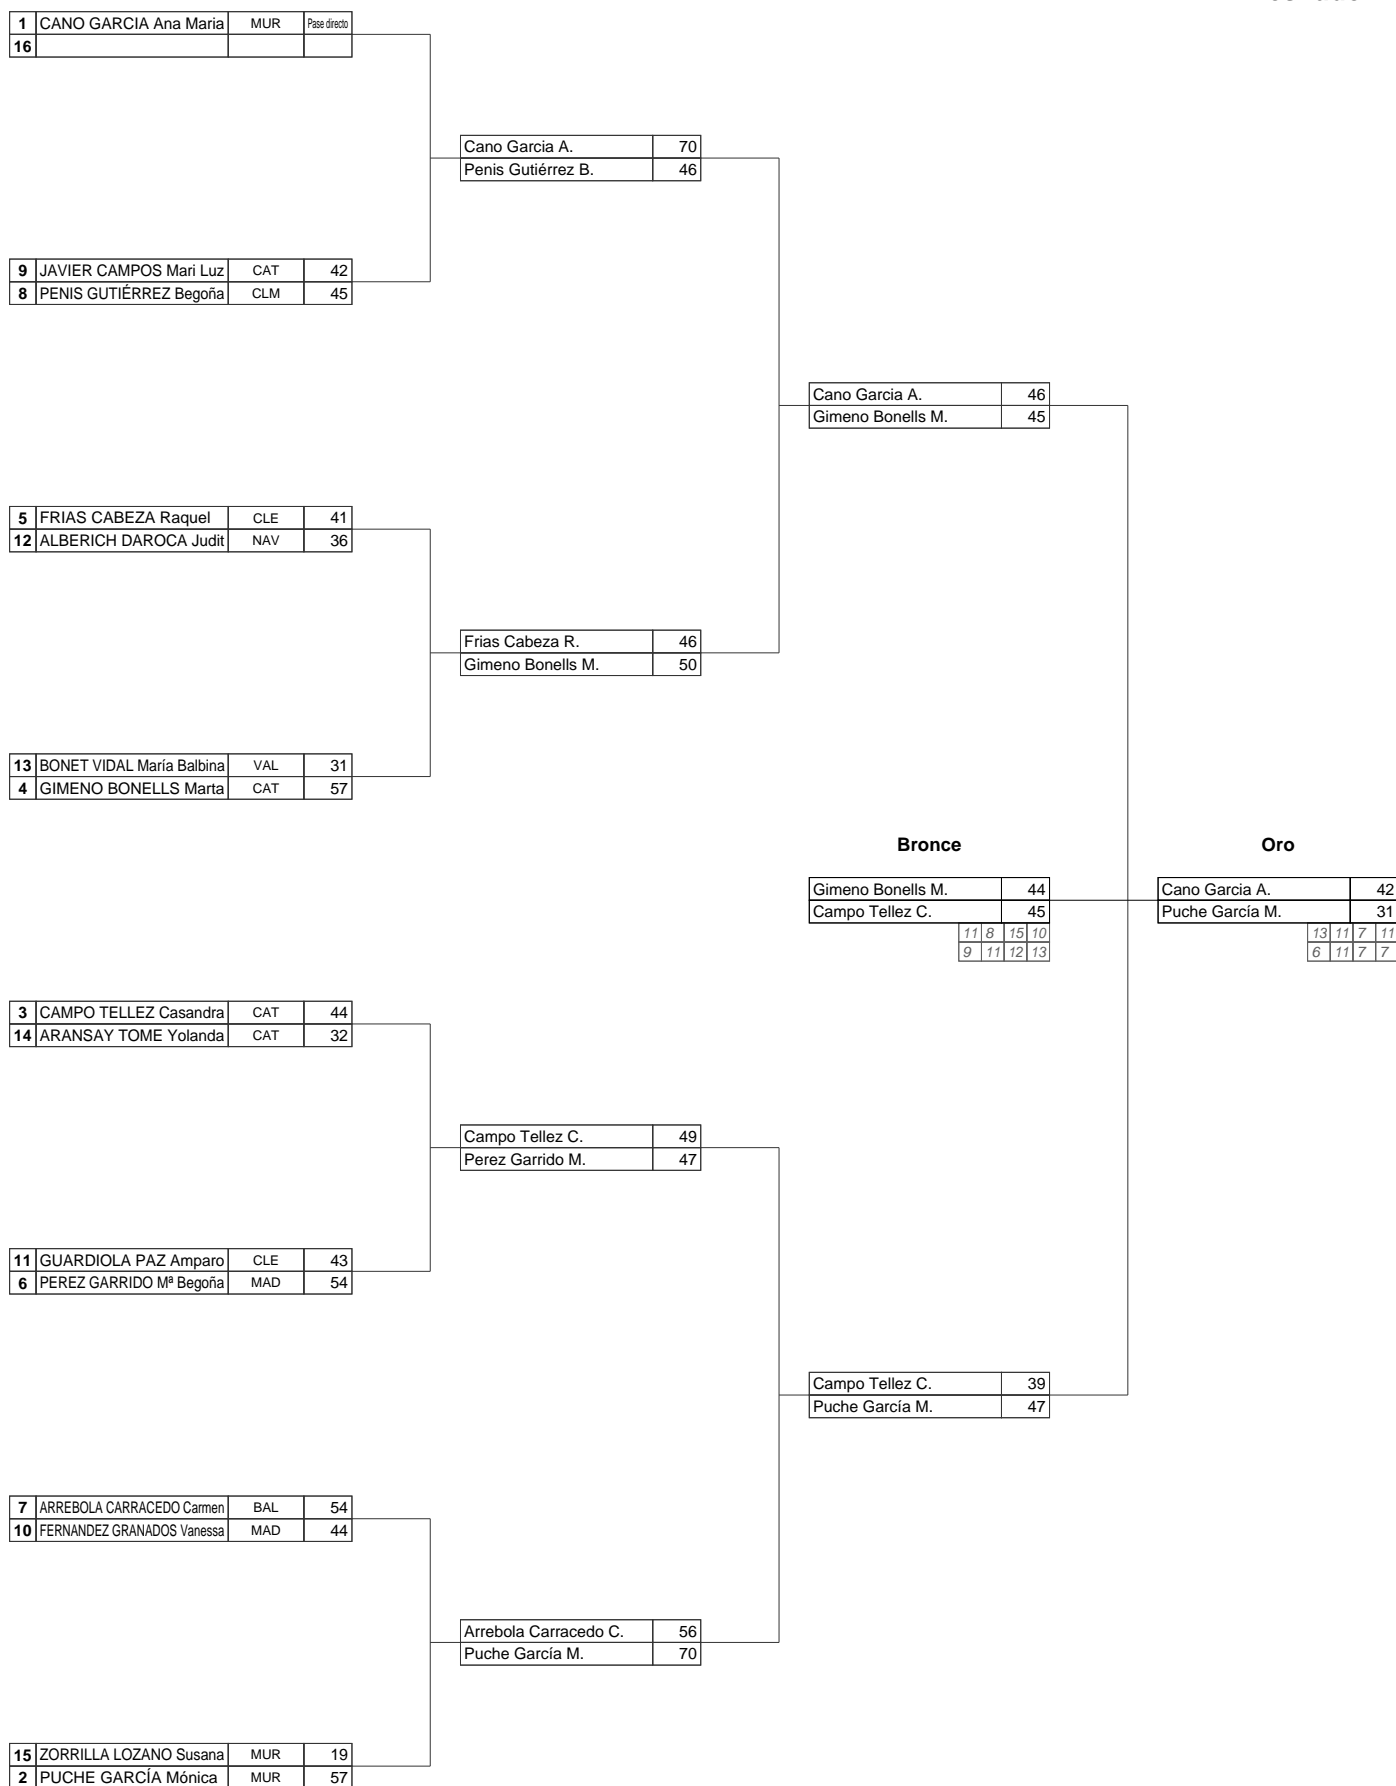 1 CANO GARCIA Ana Maria MUR Pase directo
16
Cano Garcia A. 70
Penis Gutiérrez B. 46
9 JAVIER CAMPOS Mari Luz CAT 42
8 PENIS GUTIÉRREZ Begoña CLM 45
Cano Garcia A. 46
Gimeno Bonells M. 45
5 FRIAS CABEZA Raquel CLE 41
12 ALBERICH DAROCA Judit NAV 36
Frias Cabeza R. 46
Gimeno Bonells M. 50
13 BONET VIDAL María Balbina VAL 31
4 GIMENO BONELLS Marta CAT 57
Bronce Oro
Gimeno Bonells M. 44 Cano Garcia A. 42
Campo Tellez C. 45 Puche García M. 31
11 8 15 10 13 11 7 11
9 11 12 13 6 11 7 7
3 CAMPO TELLEZ Casandra CAT 44
14 ARANSAY TOME Yolanda CAT 32
Campo Tellez C. 49
Perez Garrido M. 47
11 GUARDIOLA PAZ Amparo CLE 43
6 PEREZ GARRIDO Mª Begoña MAD 54
Campo Tellez C. 39
Puche García M. 47
7 ARREBOLA CARRACEDO Carmen BAL 54
10 FERNANDEZ GRANADOS Vanessa MAD 44
Arrebola Carracedo C. 56
Puche García M. 70
15 ZORRILLA LOZANO Susana MUR 19
2 PUCHE GARCÍA Mónica MUR 57